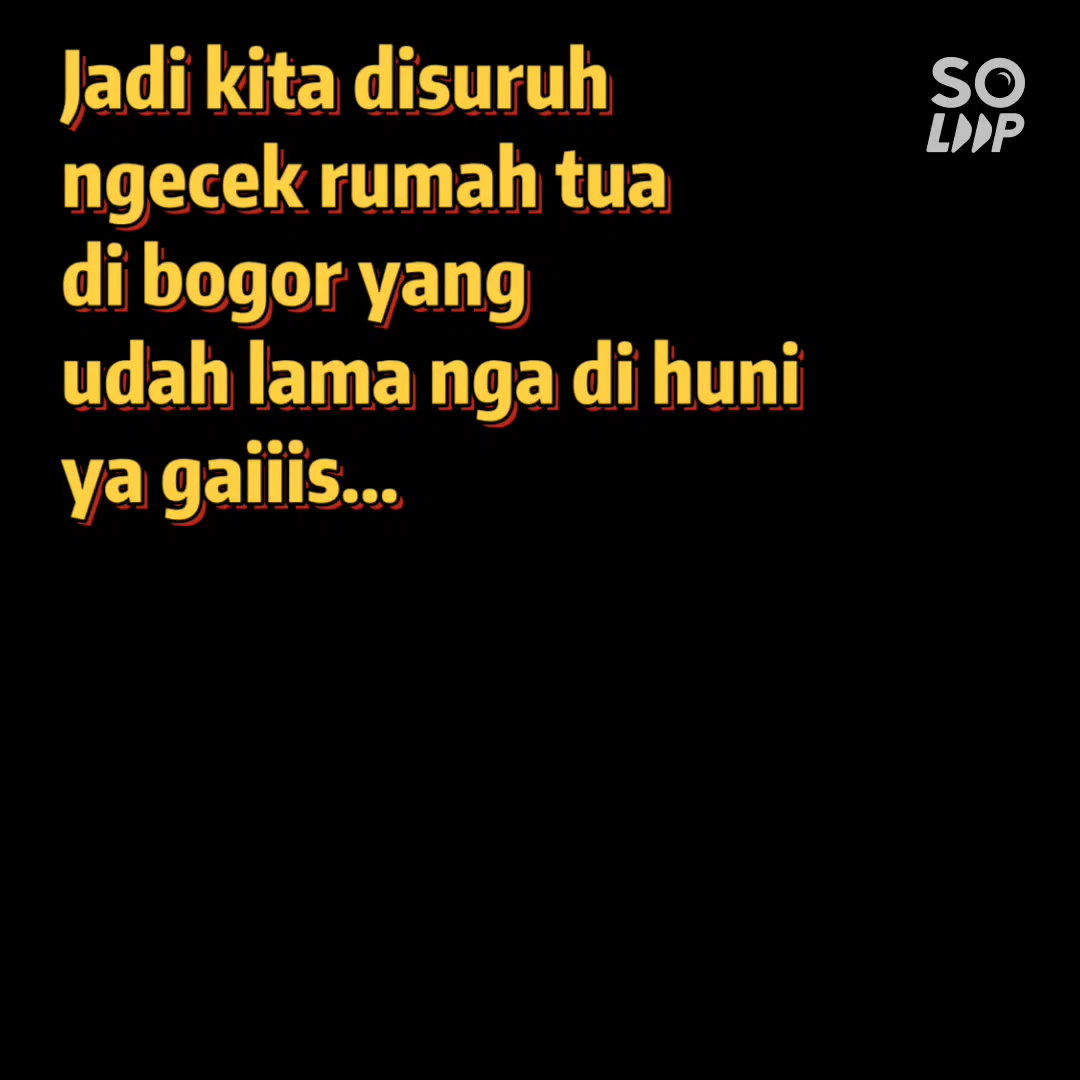 Jadi kita disuruh
ngecek rumah tua
di bogor yang
udah lama nga di huni
ya gaiiis...
SO
LOOP